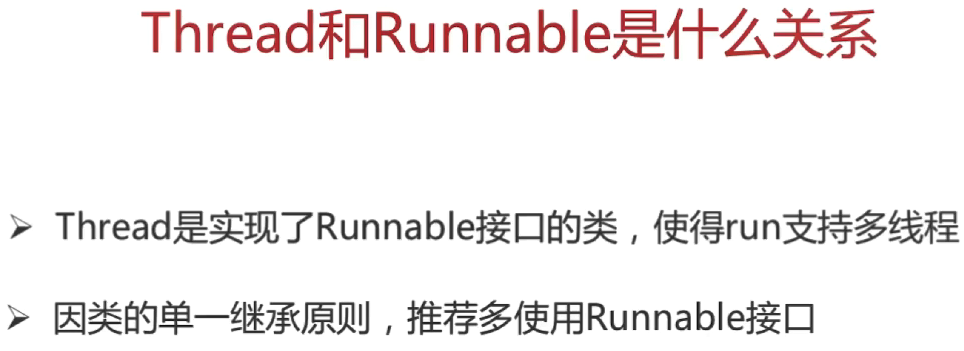 Thread和Runnable是什么关系
➢ Thread是实现了Runnable接口的类，使得run支持多线程
➢ 因类的单一继承原则，推荐多使用Runnable接口